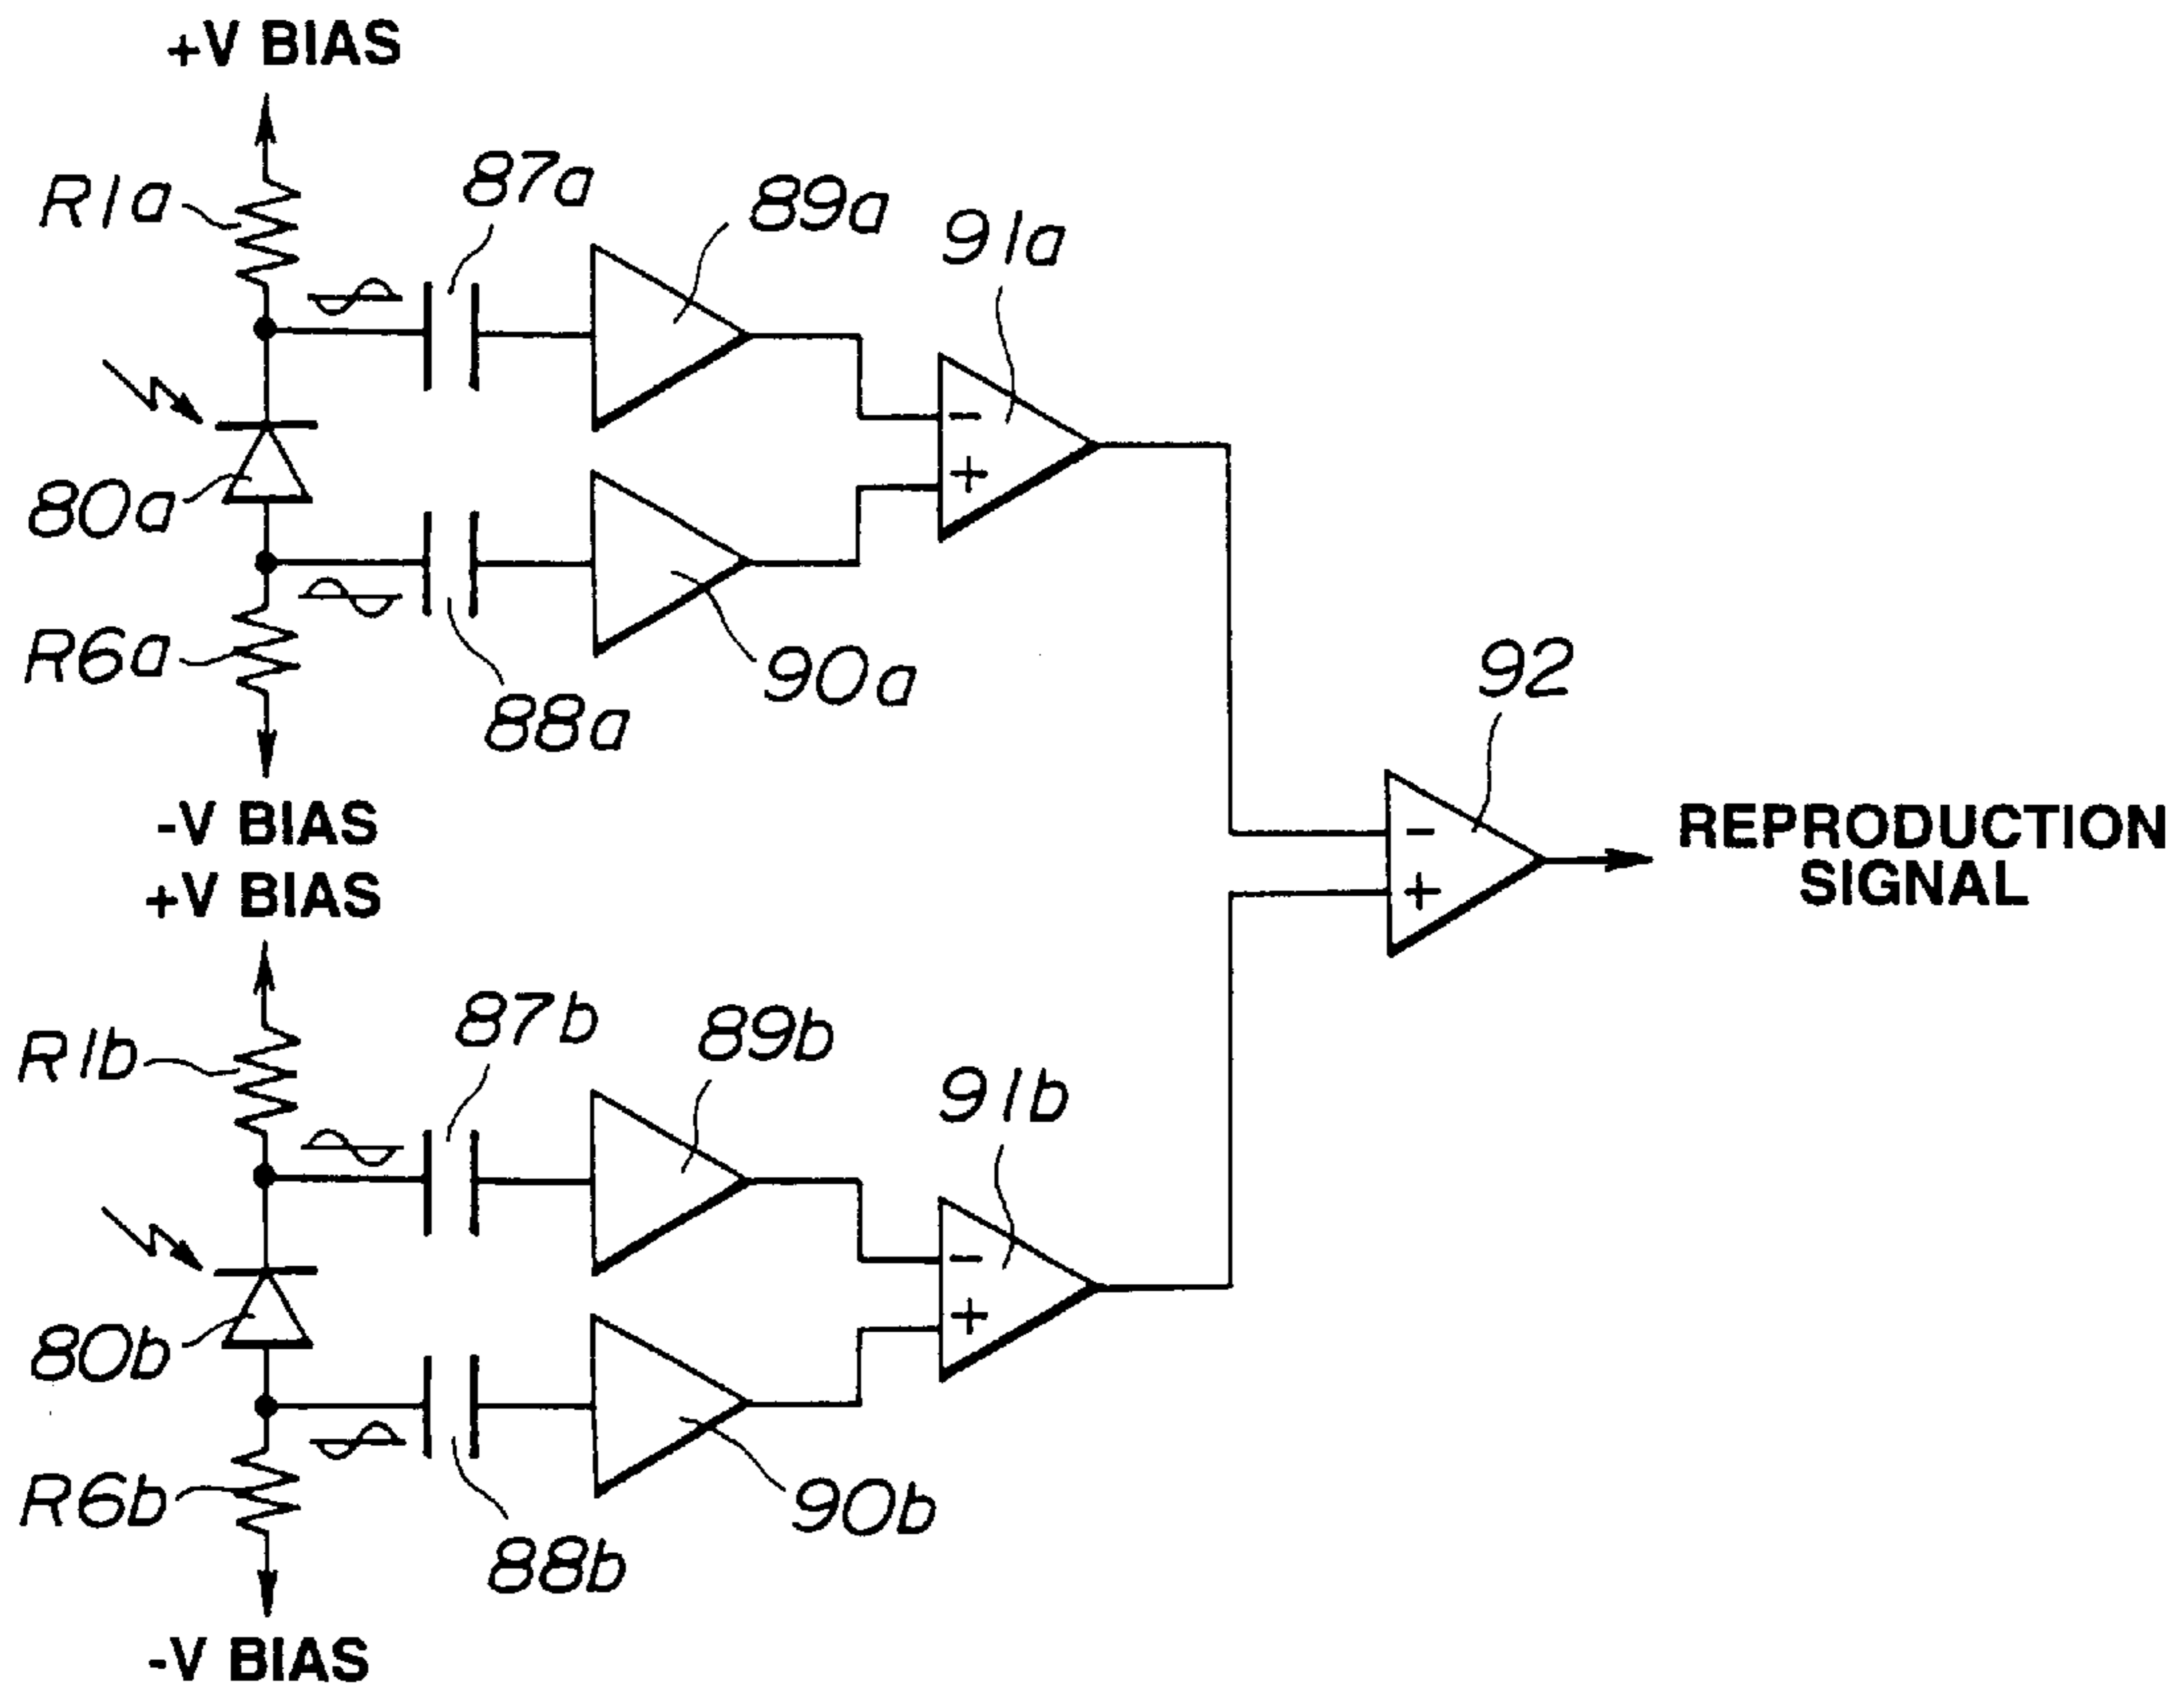 +V BIAS
R1a
87a
89a
91a
-
+
80a
R6a
88a
90a
-V BIAS
92
-
+
REPRODUCTION
SIGNAL
+V BIAS
R1b
87b
89b
91b
-
+
80b
R6b
88b
90b
-V BIAS